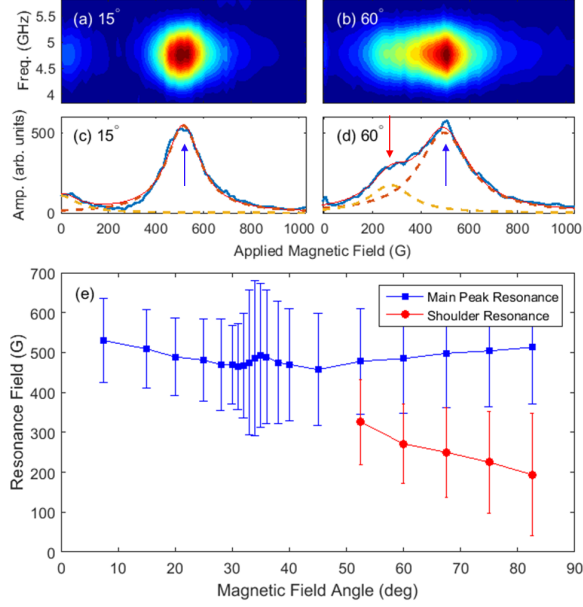 (a) 15°
(b) 60°
Freq. (GHz)
5.5
5
4.5
4
(c) 15°
(d) 60°
Amp. (arb. units)
500
0
0 200 400 600 800 1000
0 200 400 600 800 1000
Applied Magnetic Field (G)
(e)
Main Peak Resonance
Shoulder Resonance
Resonance Field (G)
700
600
500
400
300
200
100
0
0 10 20 30 40 50 60 70 80 90
Magnetic Field Angle (deg)